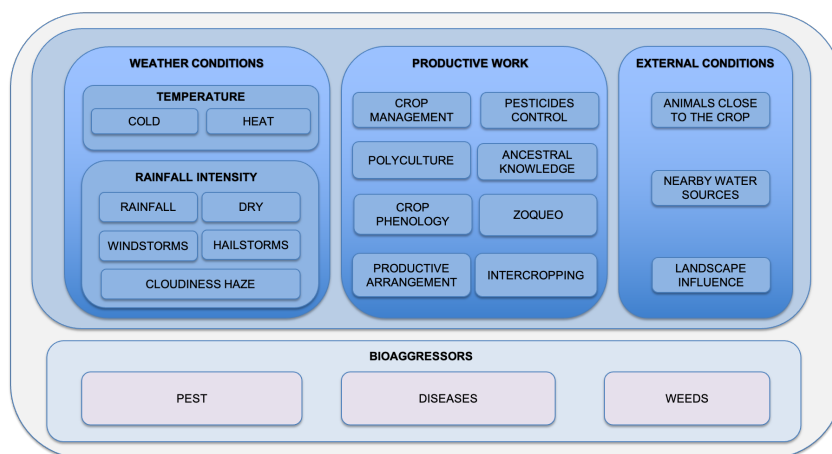 WEATHER CONDITIONS
TEMPERATURE
COLD
HEAT
RAINFALL INTENSITY
RAINFALL
DRY
WINDSTORMS
HAILSTORMS
CLOUDINESS HAZE
PRODUCTIVE WORK
CROP
MANAGEMENT
PESTICIDES
CONTROL
POLYCULTURE
ANCESTRAL
KNOWLEDGE
CROP
PHENOLOGY
ZOQUEO
PRODUCTIVE
ARRANGEMENT
INTERCROPPING
EXTERNAL CONDITIONS
ANIMALS CLOSE
TO THE CROP
NEARBY WATER
SOURCES
LANDSCAPE
INFLUENCE
BIOAGGRESSORS
PEST
DISEASES
WEEDS